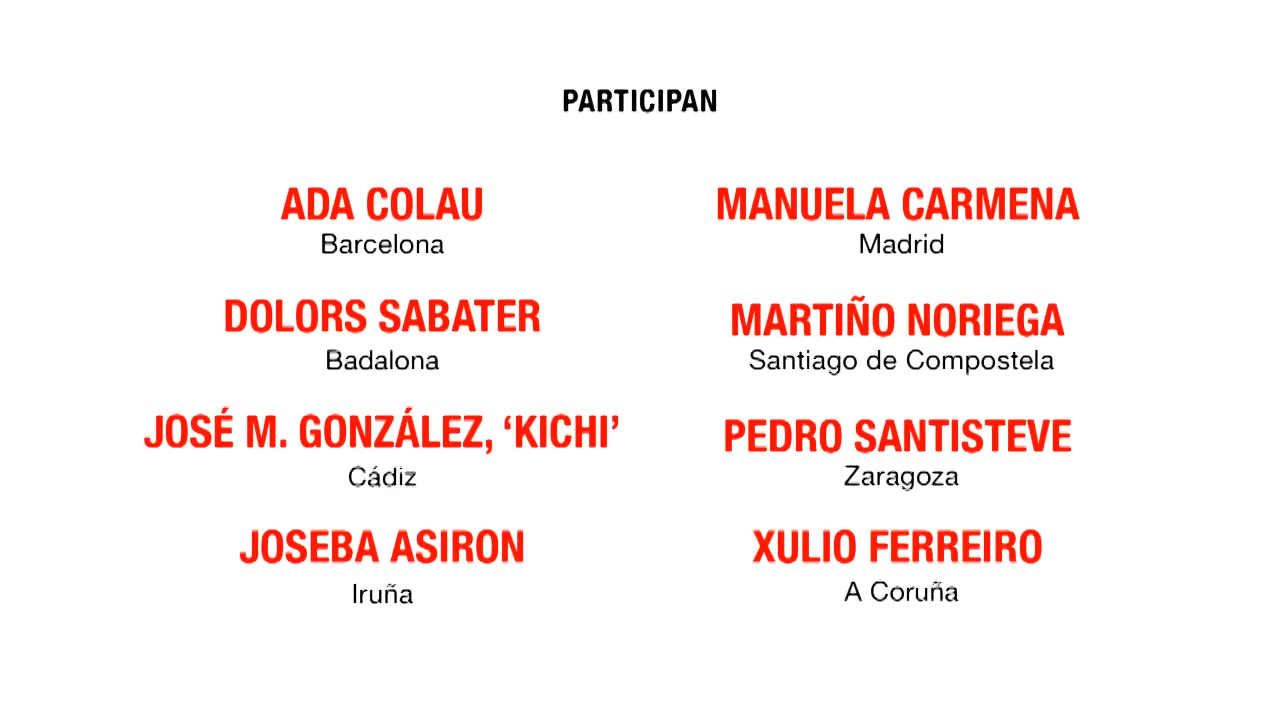 PARTICIPAN
ADA COLAU
Barcelona
MANUELA CARMENA
Madrid
DOLORS SABATER
Badalona
MARTIÑO NORIEGA
Santiago de Compostela
JOSÉ M. GONZÁLEZ, ‘KICHI’
Cádiz
PEDRO SANTISTEVE
Zaragoza
JOSEBA ASIRON
Iruña
XULIO FERREIRO
A Coruña